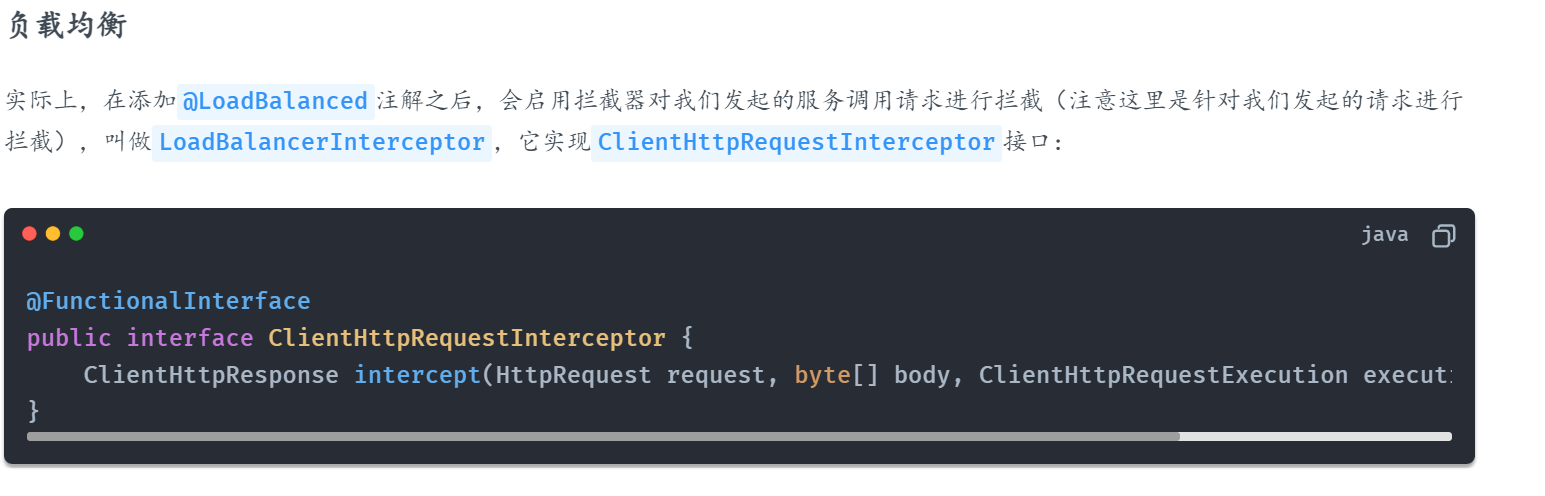 负载均衡
实际上，在添加@LoadBalanced注解之后，会启用拦截器对我们发起的服务调用请求进行拦截（注意这里是针对我们发起的请求进行
拦截），叫做LoadBalancerInterceptor，它实现ClientHttpRequestInterceptor接口：
java
@FunctionalInterface
public interface ClientHttpRequestInterceptor {
    ClientHttpResponse intercept(HttpRequest request, byte[] body, ClientHttpRequestExecution executi
}